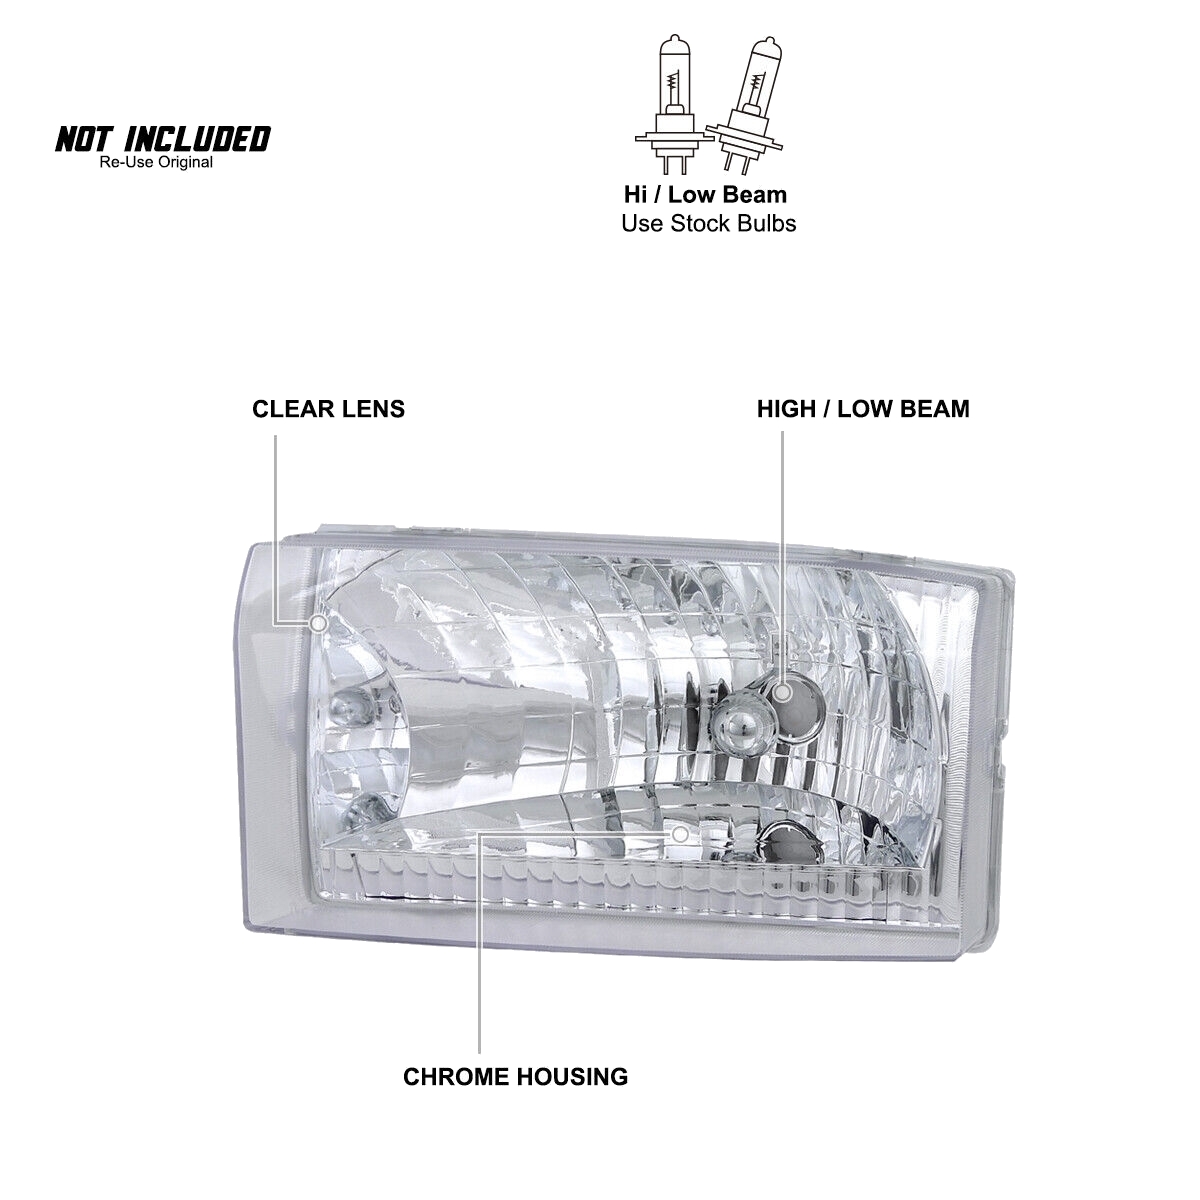 NOT INCLUDED
Re-Use Original
Hi / Low Beam
Use Stock Bulbs
CLEAR LENS
HIGH / LOW BEAM
CHROME HOUSING